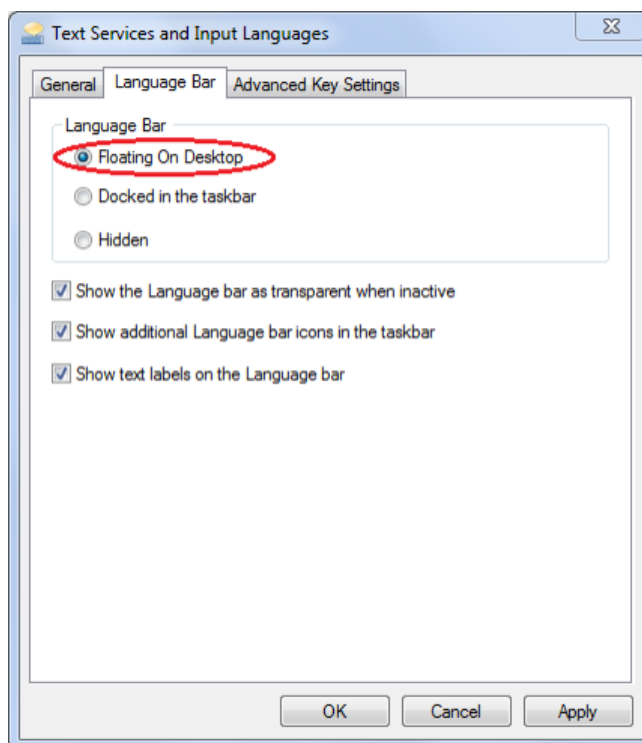 Text Services and Input Languages
General Language Bar Advanced Key Settings
Language Bar
Floating On Desktop
Docked in the taskbar
Hidden
Show the Language bar as transparent when inactive
Show additional Language bar icons in the taskbar
Show text labels on the Language bar
OK Cancel Apply